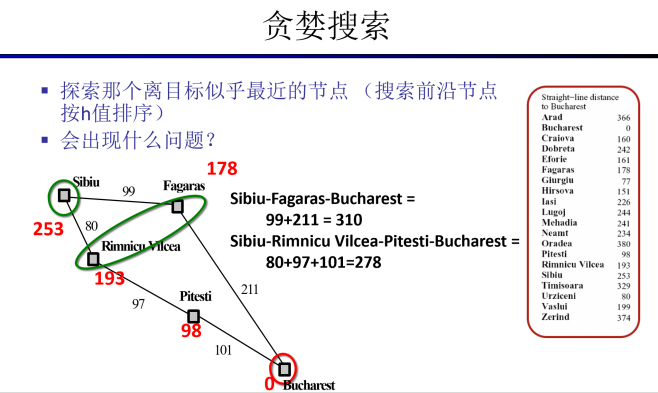 贪婪搜索
探索那个离目标似乎最近的节点 （搜索前沿节点
按h值排序）
会出现什么问题？
178
Sibiu
99
Fagaras
253
80
Rimnicu Vilcea
193
97
Pitesti
98
211
101
0
Bucharest
Sibiu-Fagaras-Bucharest =
99+211 = 310
Sibiu-Rimnicu Vilcea-Pitesti-Bucharest =
80+97+101=278
Straight-line distance
to Bucharest
Arad 366
Bucharest 0
Craiova 160
Dobreta 242
Eforie 161
Fagaras 178
Giurgiu 77
Hirsova 151
Iasi 226
Lugoj 244
Mehadia 241
Neamt 234
Oradea 380
Pitesti 98
Rimnicu Vilcea 193
Sibiu 253
Timisoara 329
Urziceni 80
Vaslui 199
Zerind 374